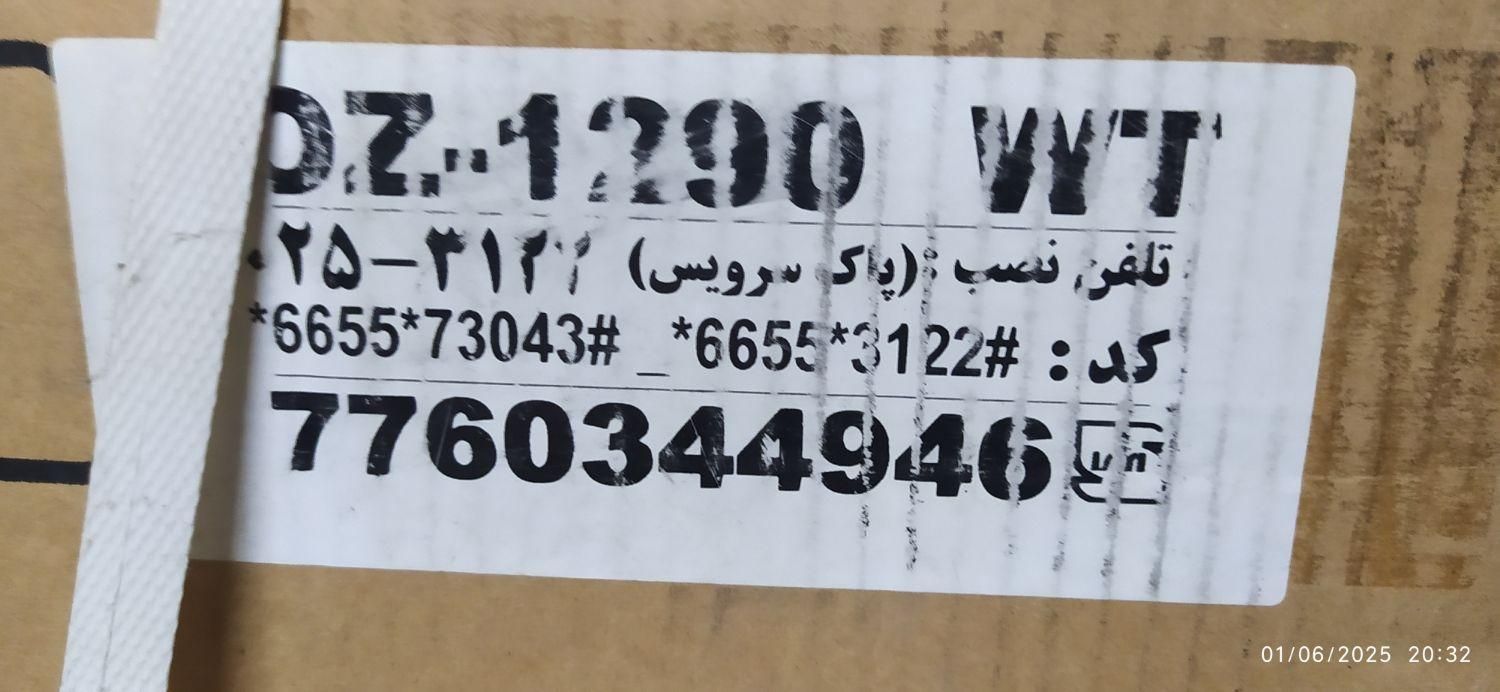 OZ-1290 WT
تلفن نصب (پاک سرویس) ۰۲۵-۳۱۲۲
کد : *6655*73043# _ *6655*3122#
7760344946
01/06/2025 20:32